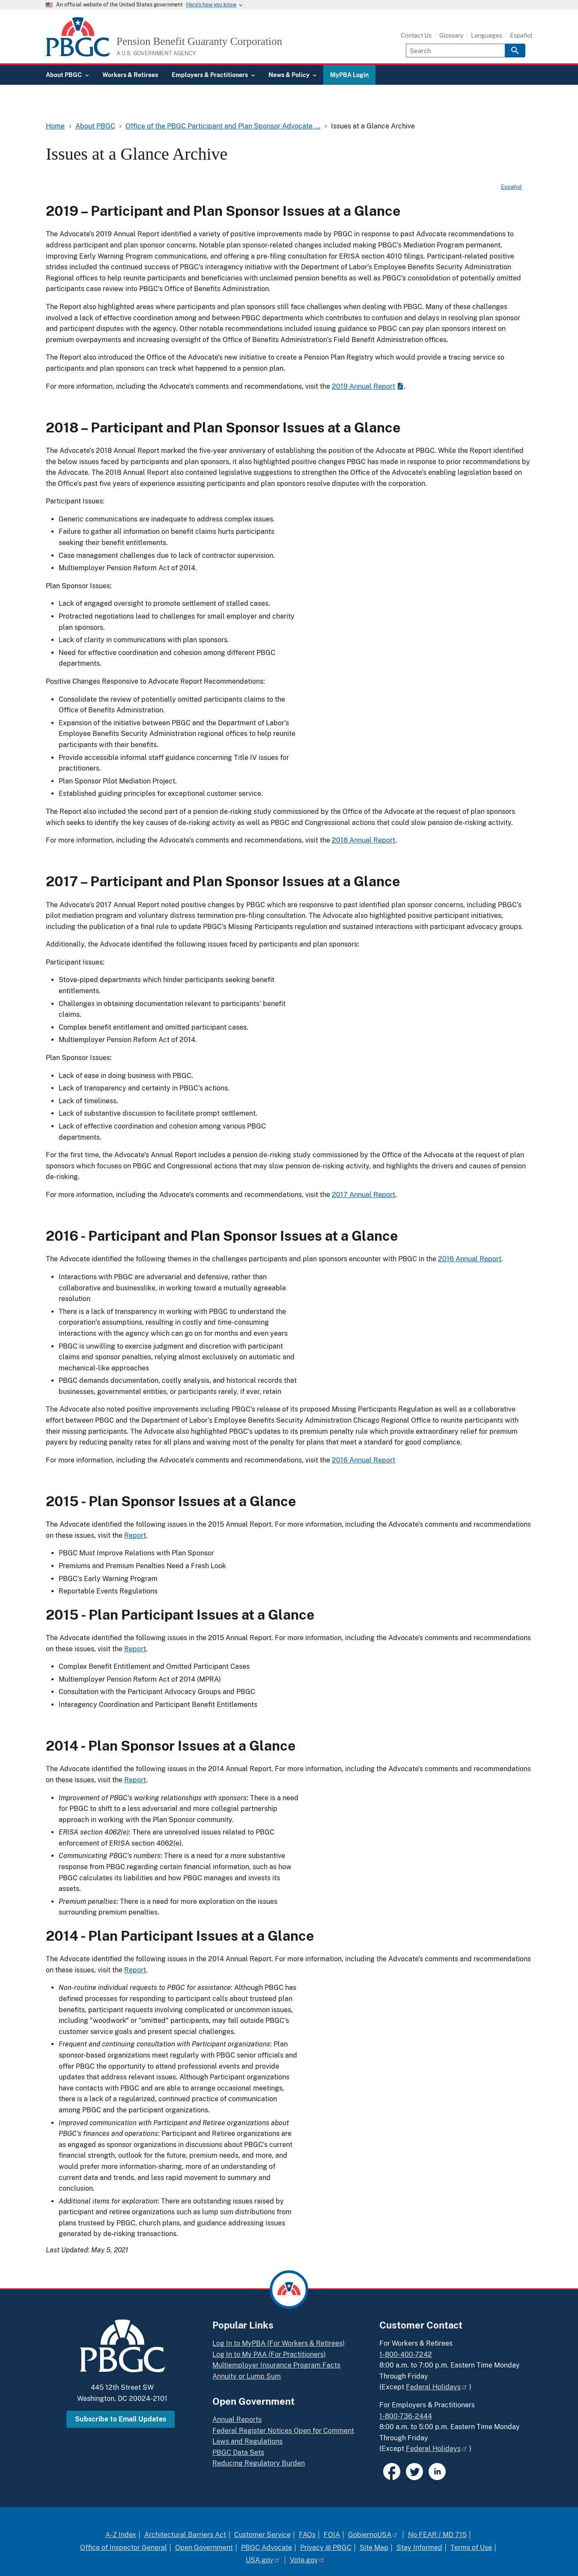 An official website of the United States government Here's how you know
PBGC
Pension Benefit Guaranty Corporation
A U.S. GOVERNMENT AGENCY
Contact Us Glossary Languages Español
Search
About PBGC Workers & Retirees Employers & Practitioners News & Policy MyPBA Login
Home About PBGC Office of the PBGC Participant and Plan Sponsor Advocate ... Issues at a Glance Archive
Issues at a Glance Archive
Español
2019 – Participant and Plan Sponsor Issues at a Glance
The Advocate's 2019 Annual Report identified a variety of positive improvements made by PBGC in response to past Advocate recommendations to
address participant and plan sponsor concerns. Notable plan sponsor-related changes included making PBGC's Mediation Program permanent,
improving Early Warning Program communications, and offering a pre-filing consultation for ERISA section 4010 filings. Participant-related positive
strides included the continued success of PBGC's interagency initiative with the Department of Labor's Employee Benefits Security Administration
Regional offices to help reunite participants and beneficiaries with unclaimed pension benefits as well as PBGC's consolidation of potentially omitted
participants case review into PBGC's Office of Benefits Administration.
The Report also highlighted areas where participants and plan sponsors still face challenges when dealing with PBGC. Many of these challenges
involved a lack of effective coordination among and between PBGC departments which contributes to confusion and delays in resolving plan sponsor
and participant disputes with the agency. Other notable recommendations included issuing guidance so PBGC can pay plan sponsors interest on
premium overpayments and increasing oversight of the Office of Benefits Administration's Field Benefit Administration offices.
The Report also introduced the Office of the Advocate's new initiative to create a Pension Plan Registry which would provide a tracing service so
participants and plan sponsors can track what happened to a pension plan.
For more information, including the Advocate's comments and recommendations, visit the 2019 Annual Report .
2018 – Participant and Plan Sponsor Issues at a Glance
The Advocate's 2018 Annual Report marked the five-year anniversary of establishing the position of the Advocate at PBGC. While the Report identified
the below issues faced by participants and plan sponsors, it also highlighted positive changes PBGC has made in response to prior recommendations
by the Advocate. The 2018 Annual Report also contained legislative suggestions to strengthen the Office of the Advocate's enabling statute based on
the Office's past five years of experience assisting participants and plan sponsors resolve disputes with the corporation.
Participant Issues:
• Generic communications are inadequate to address complex issues.
• Failure to gather all information on benefit claims hurts participants
seeking their benefit entitlements.
• Case management challenges due to lack of contractor supervision.
• Multiemployer Pension Reform Act of 2014.
Plan Sponsor Issues:
• Lack of engaged oversight to promote settlement of stalled cases.
• Protracted negotiations lead to challenges for small employer and charity
plan sponsors.
• Lack of clarity in communications with plan sponsors.
• Need for effective coordination and cohesion among different PBGC
departments.
Positive Changes Responsive to Advocate Report Recommendations:
• Consolidate the review of potentially omitted participants claims to the
Office of Benefits Administration.
• Expansion of the initiative between PBGC and the Department of Labor's
Employee Benefits Security Administration regional offices to help reunite
participants with their benefits.
• Provide accessible informal staff guidance concerning Title IV issues for
practitioners.
• Plan Sponsor Pilot Mediation Project.
• Established guiding principles for exceptional customer service.
The Report also included the second part of a pension de-risking study commissioned by the Office of the Advocate at the request of plan sponsors
which seeks to identify the key causes of de-risking activity as well as PBGC and Congressional actions that could slow pension de-risking activity.
For more information, including the Advocate's comments and recommendations, visit the 2018 Annual Report.
2017 – Participant and Plan Sponsor Issues at a Glance
The Advocate's 2017 Annual Report noted positive changes by PBGC which are responsive to past identified plan sponsor concerns, including PBGC's
pilot mediation program and voluntary distress termination pre-filing consultation. The Advocate also highlighted positive participant initiatives,
including the publication of a final rule to update PBGC's Missing Participants regulation and sustained interactions with participant advocacy groups.
Additionally, the Advocate identified the following issues faced by participants and plan sponsors:
Participant Issues:
• Stove-piped departments which hinder participants seeking benefit
entitlements.
• Challenges in obtaining documentation relevant to participants' benefit
claims.
• Complex benefit entitlement and omitted participant cases.
• Multiemployer Pension Reform Act of 2014.
Plan Sponsor Issues:
• Lack of ease in doing business with PBGC.
• Lack of transparency and certainty in PBGC's actions.
• Lack of timeliness.
• Lack of substantive discussion to facilitate prompt settlement.
• Lack of effective coordination and cohesion among various PBGC
departments.
For the first time, the Advocate's Annual Report includes a pension de-risking study commissioned by the Office of the Advocate at the request of plan
sponsors which focuses on PBGC and Congressional actions that may slow pension de-risking activity, and highlights the drivers and causes of pension
de-risking.
For more information, including the Advocate's comments and recommendations, visit the 2017 Annual Report.
2016 - Participant and Plan Sponsor Issues at a Glance
The Advocate identified the following themes in the challenges participants and plan sponsors encounter with PBGC in the 2016 Annual Report.
• Interactions with PBGC are adversarial and defensive, rather than
collaborative and businesslike, in working toward a mutually agreeable
resolution
• There is a lack of transparency in working with PBGC to understand the
corporation's assumptions, resulting in costly and time-consuming
interactions with the agency which can go on for months and even years
• PBGC is unwilling to exercise judgment and discretion with participant
claims and sponsor penalties, relying almost exclusively on automatic and
mechanical-like approaches
• PBGC demands documentation, costly analysis, and historical records that
businesses, governmental entities, or participants rarely, if ever, retain
The Advocate also noted positive improvements including PBGC's release of its proposed Missing Participants Regulation as well as a collaborative
effort between PBGC and the Department of Labor's Employee Benefits Security Administration Chicago Regional Office to reunite participants with
their missing benefits. The Advocate also highlighted PBGC's updates to its premium penalty rule which provide extraordinary relief for premium
payers by reducing penalty rates for all plans and waiving most of the penalty for plans that meet a standard for good compliance.
For more information, including the Advocate's comments and recommendations, visit the 2016 Annual Report
2015 - Plan Sponsor Issues at a Glance
The Advocate identified the following issues in the 2015 Annual Report. For more information, including the Advocate's comments and recommendations
on these issues, visit the Report.
• PBGC Must Improve Relations with Plan Sponsor
• Premiums and Premium Penalties Need a Fresh Look
• PBGC's Early Warning Program
• Reportable Events Regulations
2015 - Plan Participant Issues at a Glance
The Advocate identified the following issues in the 2015 Annual Report. For more information, including the Advocate's comments and recommendations
on these issues, visit the Report.
• Complex Benefit Entitlement and Omitted Participant Cases
• Multiemployer Pension Reform Act of 2014 (MPRA)
• Consultation with the Participant Advocacy Groups and PBGC
• Interagency Coordination and Participant Benefit Entitlements
2014 - Plan Sponsor Issues at a Glance
The Advocate identified the following issues in the 2014 Annual Report. For more information, including the Advocate's comments and recommendations
on these issues, visit the Report.
• Improvement of PBGC's working relationships with sponsors: There is a need
for PBGC to shift to a less adversarial and more collegial partnership
approach in working with the Plan Sponsor community.
• ERISA section 4062(e): There are unresolved issues related to PBGC
enforcement of ERISA section 4062(e).
• Communicating PBGC's numbers: There is a need for a more substantive
response from PBGC regarding certain financial information, such as how
PBGC calculates its liabilities and how PBGC manages and invests its
assets.
• Premium penalties: There is a need for more exploration on the issues
surrounding premium penalties.
2014 - Plan Participant Issues at a Glance
The Advocate identified the following issues in the 2014 Annual Report. For more information, including the Advocate's comments and recommendations
on these issues, visit the Report.
• Non-routine individual requests to PBGC for assistance: Although PBGC has
defined processes for responding to participant calls about trusteed plan
benefits, participant requests involving complicated or uncommon issues,
including "woodwork" or "omitted" participants, may fall outside PBGC's
customer service goals and present special challenges.
• Frequent and continuing consultation with Participant organizations: Plan
sponsor-based organizations meet regularly with PBGC senior officials and
offer PBGC the opportunity to attend professional events and provide
updates that address relevant issues. Although Participant organizations
have contacts with PBGC and are able to arrange occasional meetings,
there is a lack of a regularized, continued practice of communication
among PBGC and the participant organizations.
• Improved communication with Participant and Retiree organizations about
PBGC's finances and operations: Participant and Retiree organizations are
as engaged as sponsor organizations in discussions about PBGC's current
financial strength, outlook for the future, premium needs, and more, and
would prefer more information-sharing, more of an understanding of
current data and trends, and less rapid movement to summary and
conclusion.
• Additional items for exploration: There are outstanding issues raised by
participant and retiree organizations such as lump sum distributions from
plans trusteed by PBGC, church plans, and guidance addressing issues
generated by de-risking transactions.
Last Updated: May 5, 2021
PBGC
445 12th Street SW
Washington, DC 20024-2101
Subscribe to Email Updates
Popular Links
Log In to MyPBA (For Workers & Retirees)
Log In to My PAA (For Practitioners)
Multiemployer Insurance Program Facts
Annuity or Lump Sum
Open Government
Annual Reports
Federal Register Notices Open for Comment
Laws and Regulations
PBGC Data Sets
Reducing Regulatory Burden
Customer Contact
For Workers & Retirees
1-800-400-7242
8:00 a.m. to 7:00 p.m. Eastern Time Monday
Through Friday
(Except Federal Holidays )
For Employers & Practitioners
1-800-736-2444
8:00 a.m. to 5:00 p.m. Eastern Time Monday
Through Friday
(Except Federal Holidays )
A-Z Index | Architectural Barriers Act | Customer Service | FAQs | FOIA | GobiernoUSA | No FEAR / MD 715 |
Office of Inspector General | Open Government | PBGC Advocate | Privacy @ PBGC | Site Map | Stay Informed | Terms of Use |
USA.gov | Vote.gov